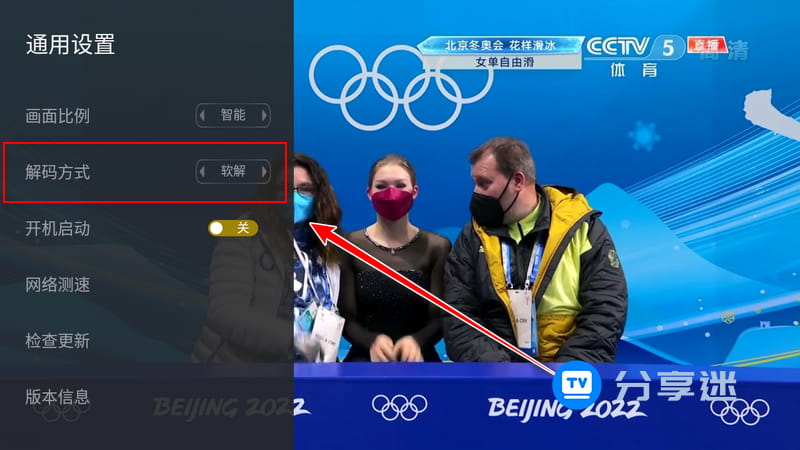 通用设置
画面比例
智能
解码方式
软解
开机启动
关
网络测速
检查更新
版本信息
北京冬奥会 花样滑冰
女单自由滑
CCTV 5
体育
直播
高清
BEIJING 2022
BEIJING 2022
TV
分享迷